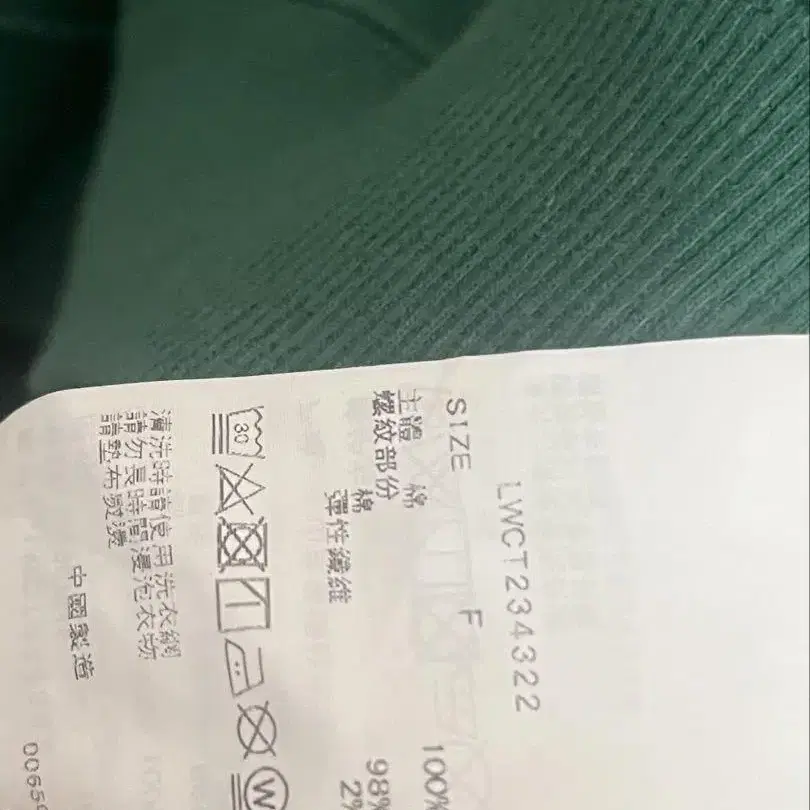 LWCT234322
SIZE F
主體 棉 100%
螺紋部份
棉 98%
彈性纖維 2%
30
W
清洗時請使用洗衣網
請勿長時間浸泡衣物
請墊布熨燙
中國製造
0065